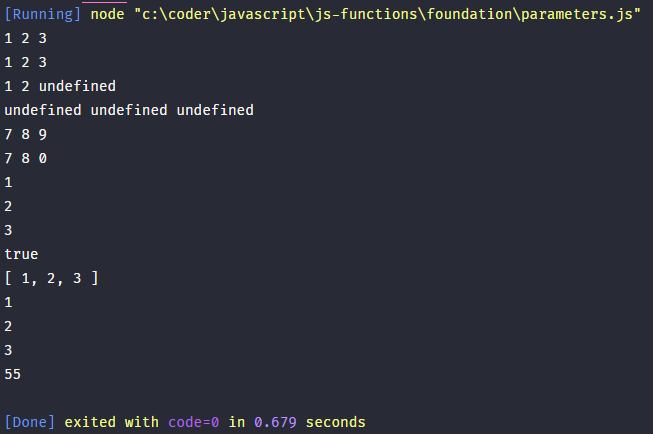 [Running] node "c:\coder\javascript\js-functions\foundation\parameters.js"
1 2 3
1 2 3
1 2 undefined
undefined undefined undefined
7 8 9
7 8 0
1
2
3
true
[ 1, 2, 3 ]
1
2
3
55
[Done] exited with code=0 in 0.679 seconds